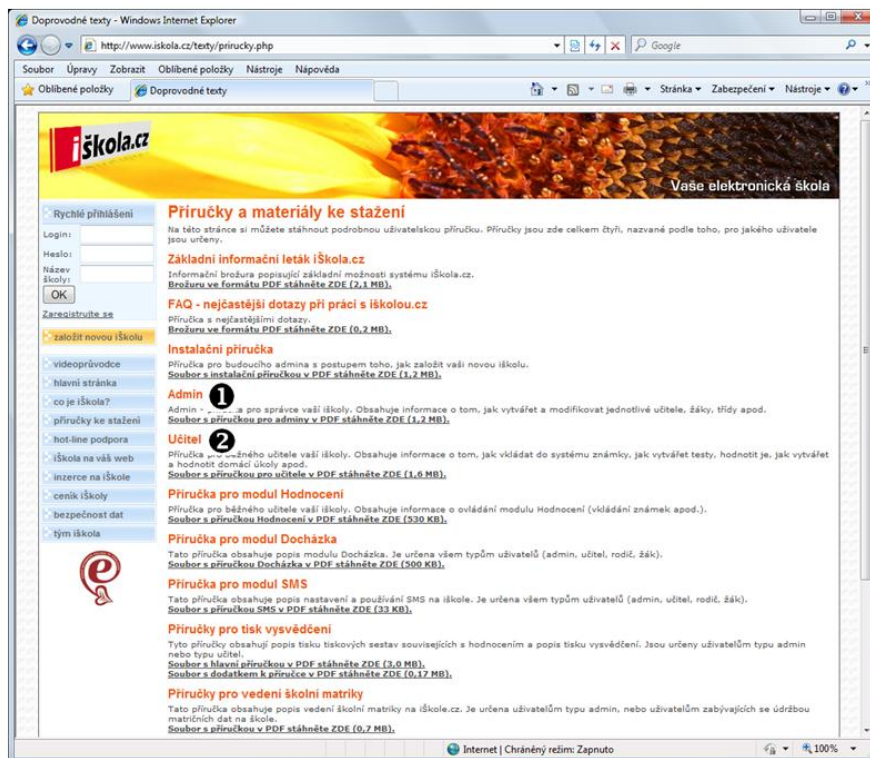 Doprovodné texty - Windows Internet Explorer
http://www.iskola.cz/texty/prirucky.php
Google
Soubor Úpravy Zobrazit Oblíbené položky Nástroje Nápověda
Oblíbené položky Doprovodné texty Stránka Zabezpečení Nástroje
iškola.cz
Vaše elektronická škola
Rychlé přihlášení
Login:
Heslo:
Název školy:
OK
Zaregistrujte se
založit novou iŠkolu
videoprůvodce
hlavní stránka
co je iŠkola?
příručky ke stažení
hot-line podpora
iŠkola na váš web
inzerce na iŠkole
ceník iŠkoly
bezpečnost dat
tým iškola
Příručky a materiály ke stažení
Na této stránce si můžete stáhnout podrobnou uživatelskou příručku. Příručky jsou zde celkem čtyři, nazvané podle toho, pro jakého uživatele
jsou určeny.
Základní informační leták iŠkola.cz
Informační brožura popisující základní možnosti systému iŠkola.cz.
Brožuru ve formátu PDF stáhněte ZDE (2,1 MB).
FAQ - nejčastější dotazy při práci s iškolou.cz
Příručka s nejčastějšími dotazy.
Brožuru ve formátu PDF stáhněte ZDE (0,2 MB).
Instalační příručka
Příručka pro budoucího admina s postupem toho, jak založit vaši novou iškolu.
Soubor s instalační příručkou v PDF stáhněte ZDE (1,2 MB).
Admin 1
Admin - pro správce vaší iškoly. Obsahuje informace o tom, jak vytvářet a modifikovat jednotlivé učitele, žáky, třídy apod.
Soubor s příručkou pro adminy v PDF stáhněte ZDE (1,2 MB).
Učitel 2
Příručka pro běžného učitele vaší iškoly. Obsahuje informace o tom, jak vkládat do systému známky, jak vytvářet testy, hodnotit je, jak vytvářet
a hodnotit domácí úkoly apod.
Soubor s příručkou pro učitele v PDF stáhněte ZDE (1,6 MB).
Příručka pro modul Hodnocení
Příručka pro běžného učitele vaší iškoly. Obsahuje informace o ovládání modulu Hodnocení (vkládání známek apod.).
Soubor s příručkou Hodnocení v PDF stáhněte ZDE (530 KB).
Příručka pro modul Docházka
Tato příručka obsahuje popis modulu Docházka. Je určena všem typům uživatelů (admin, učitel, rodič, žák).
Soubor s příručkou Docházka v PDF stáhněte ZDE (500 KB).
Příručka pro modul SMS
Tato příručka obsahuje popis nastavení a používání SMS na iškole. Je určena všem typům uživatelů (admin, učitel, rodič, žák).
Soubor s příručkou SMS v PDF stáhněte ZDE (33 KB).
Příručky pro tisk vysvědčení
Tyto příručky obsahují popis tisku tiskových sestav souvisejících s hodnocením a popis tisku vysvědčení. Jsou určeny uživatelům typu admin
nebo typu učitel.
Soubor s hlavní příručkou v PDF stáhněte ZDE (3,0 MB).
Soubor s dodatkem k příručce v PDF stáhněte ZDE (0,17 MB).
Příručky pro vedení školní matriky
Tato příručka obsahuje popis vedení školní matriky na iŠkole.cz. Je určena uživatelům typu admin, nebo uživatelům zabývajících se údržbou
matričních dat na škole.
Soubor s příručkou v PDF stáhněte ZDE (0,7 MB).
Internet | Chráněný režim: Zapnuto 100%